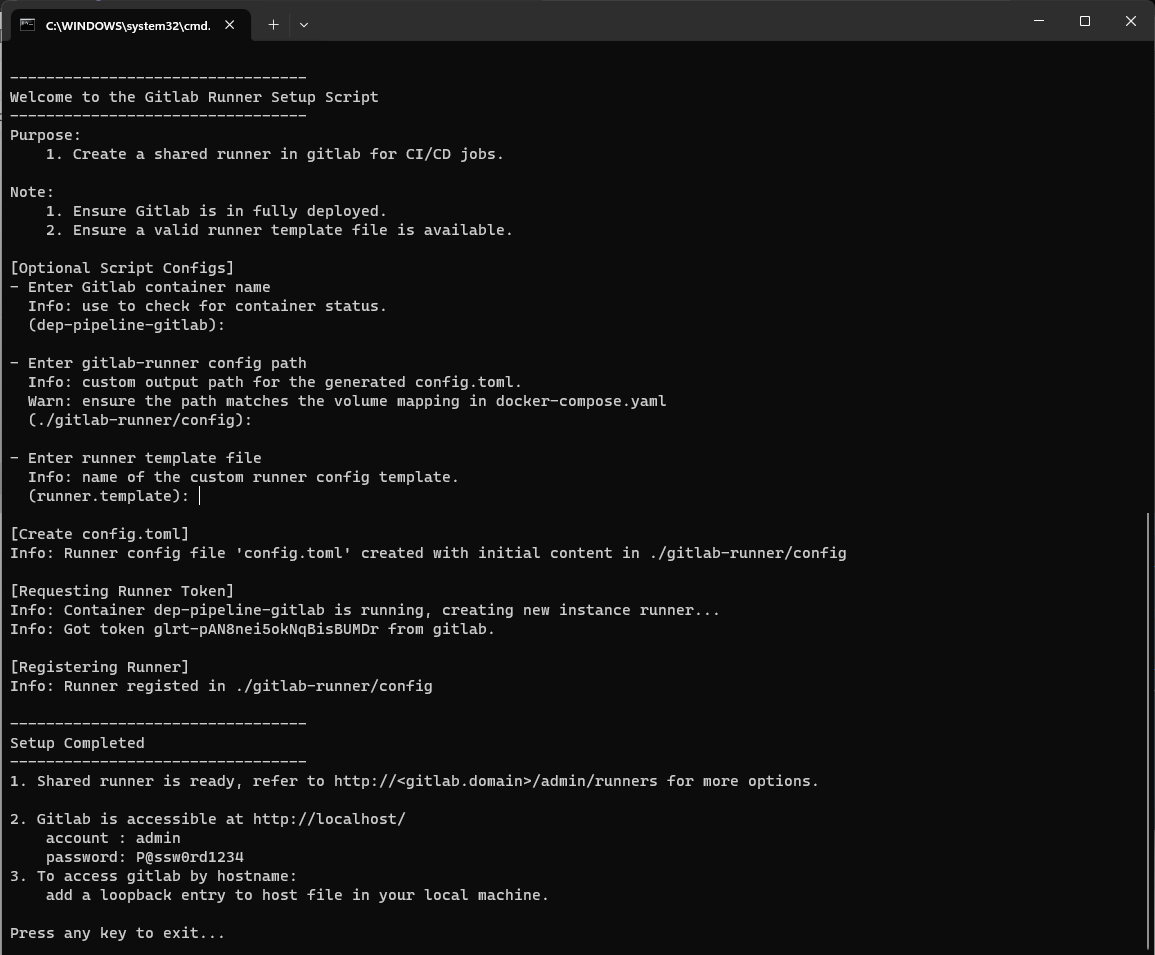 C:\WINDOWS\system32\cmd.
---------------------------------
Welcome to the Gitlab Runner Setup Script
---------------------------------
Purpose:
    1. Create a shared runner in gitlab for CI/CD jobs.
Note:
    1. Ensure Gitlab is in fully deployed.
    2. Ensure a valid runner template file is available.
[Optional Script Configs]
- Enter Gitlab container name
  Info: use to check for container status.
  (dep-pipeline-gitlab):
- Enter gitlab-runner config path
  Info: custom output path for the generated config.toml.
  Warn: ensure the path matches the volume mapping in docker-compose.yaml
  (./gitlab-runner/config):
- Enter runner template file
  Info: name of the custom runner config template.
  (runner.template):
[Create config.toml]
Info: Runner config file 'config.toml' created with initial content in ./gitlab-runner/config
[Requesting Runner Token]
Info: Container dep-pipeline-gitlab is running, creating new instance runner...
Info: Got token glrt-pAN8nei5okNqBisBUMDr from gitlab.
[Registering Runner]
Info: Runner registed in ./gitlab-runner/config
---------------------------------
Setup Completed
---------------------------------
1. Shared runner is ready, refer to http://<gitlab.domain>/admin/runners for more options.
2. Gitlab is accessible at http://localhost/
    account : admin
    password: P@ssw0rd1234
3. To access gitlab by hostname:
    add a loopback entry to host file in your local machine.
Press any key to exit...